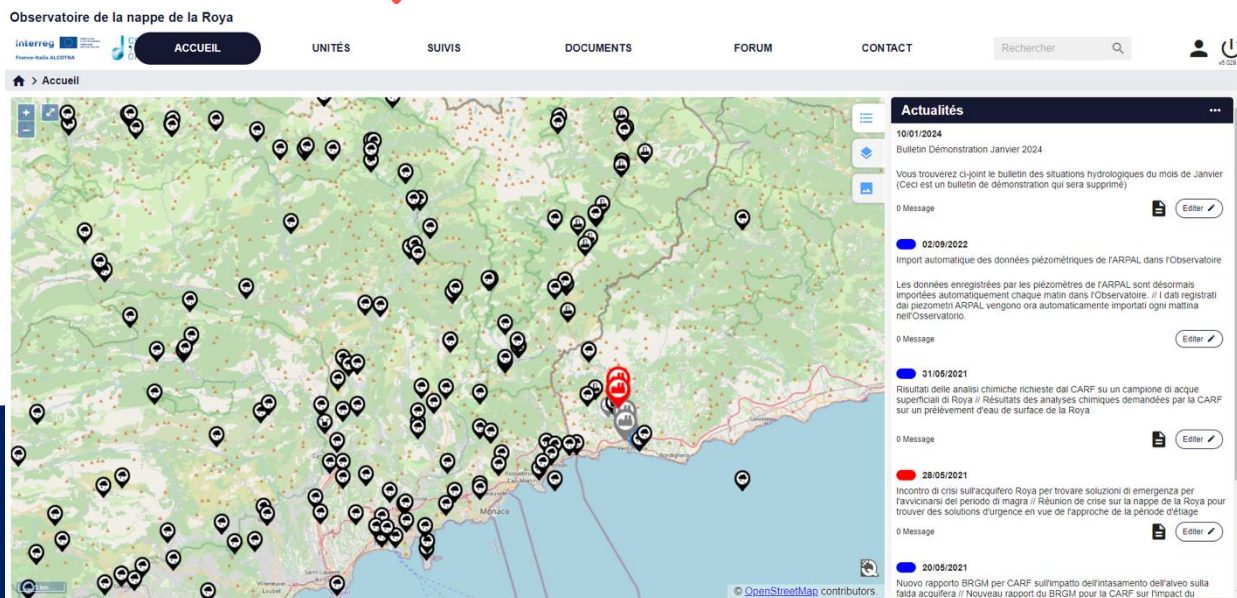 Observatoire de la nappe de la Roya
Interreg
France-Italia ALCOTRA
ACCUEIL
UNITÉS
SUIVIS
DOCUMENTS
FORUM
CONTACT
Rechercher
> Accueil
Actualités
10/01/2024
Bulletin Démonstration Janvier 2024
Vous trouverez ci-joint le bulletin des situations hydrologiques du mois de Janvier
(Ceci est un bulletin de démonstration qui sera supprimé)
0 Message
Editer
02/09/2022
Import automatique des données piézométriques de l'ARPAL dans l'Observatoire
Les données enregistrées par les piézomètres de l'ARPAL sont désormais
importées automatiquement chaque matin dans l'Observatoire. // I dati registrati
dai piezometri ARPAL vengono ora automaticamente importati ogni mattina
nell'Osservatorio.
0 Message
Editer
31/05/2021
Risultati delle analisi chimiche richieste dal CARF su un campione di acque
superficiali di Roya // Résultats des analyses chimiques demandées par la CARF
sur un prélèvement d'eau de surface de la Roya
0 Message
Editer
28/05/2021
Incontro di crisi sull'acquifero Roya per trovare soluzioni di emergenza per
l'avvicinarsi del periodo di magra // Réunion de crise sur la nappe de la Roya pour
trouver des solutions d'urgence en vue de l'approche de la période d'étiage
0 Message
Editer
20/05/2021
Nuovo rapporto BRGM per CARF sull'impatto dell'intasamento dell'alveo sulla
falda acquifera // Nouveau rapport du BRGM pour la CARF sur l'impact du
Monaco
Bordighera
© OpenStreetMap contributors.